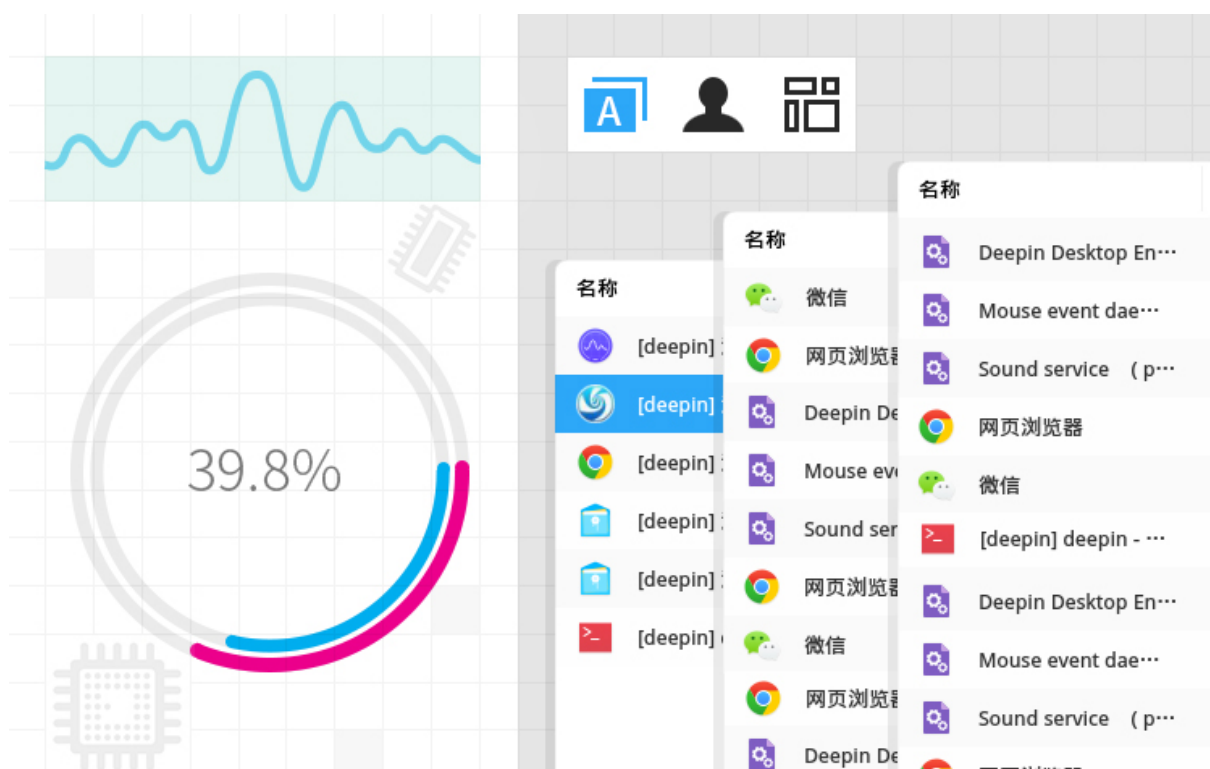 A
39.8%
名称
[deepin]
[deepin]
[deepin]
[deepin]
[deepin]
[deepin]
名称
微信
网页浏览器
Deepin De
Mouse eve
Sound ser
网页浏览器
微信
网页浏览器
Deepin De
名称
Deepin Desktop En···
Mouse event dae···
Sound service ( p···
网页浏览器
微信
[deepin] deepin - ···
Deepin Desktop En···
Mouse event dae···
Sound service ( p···